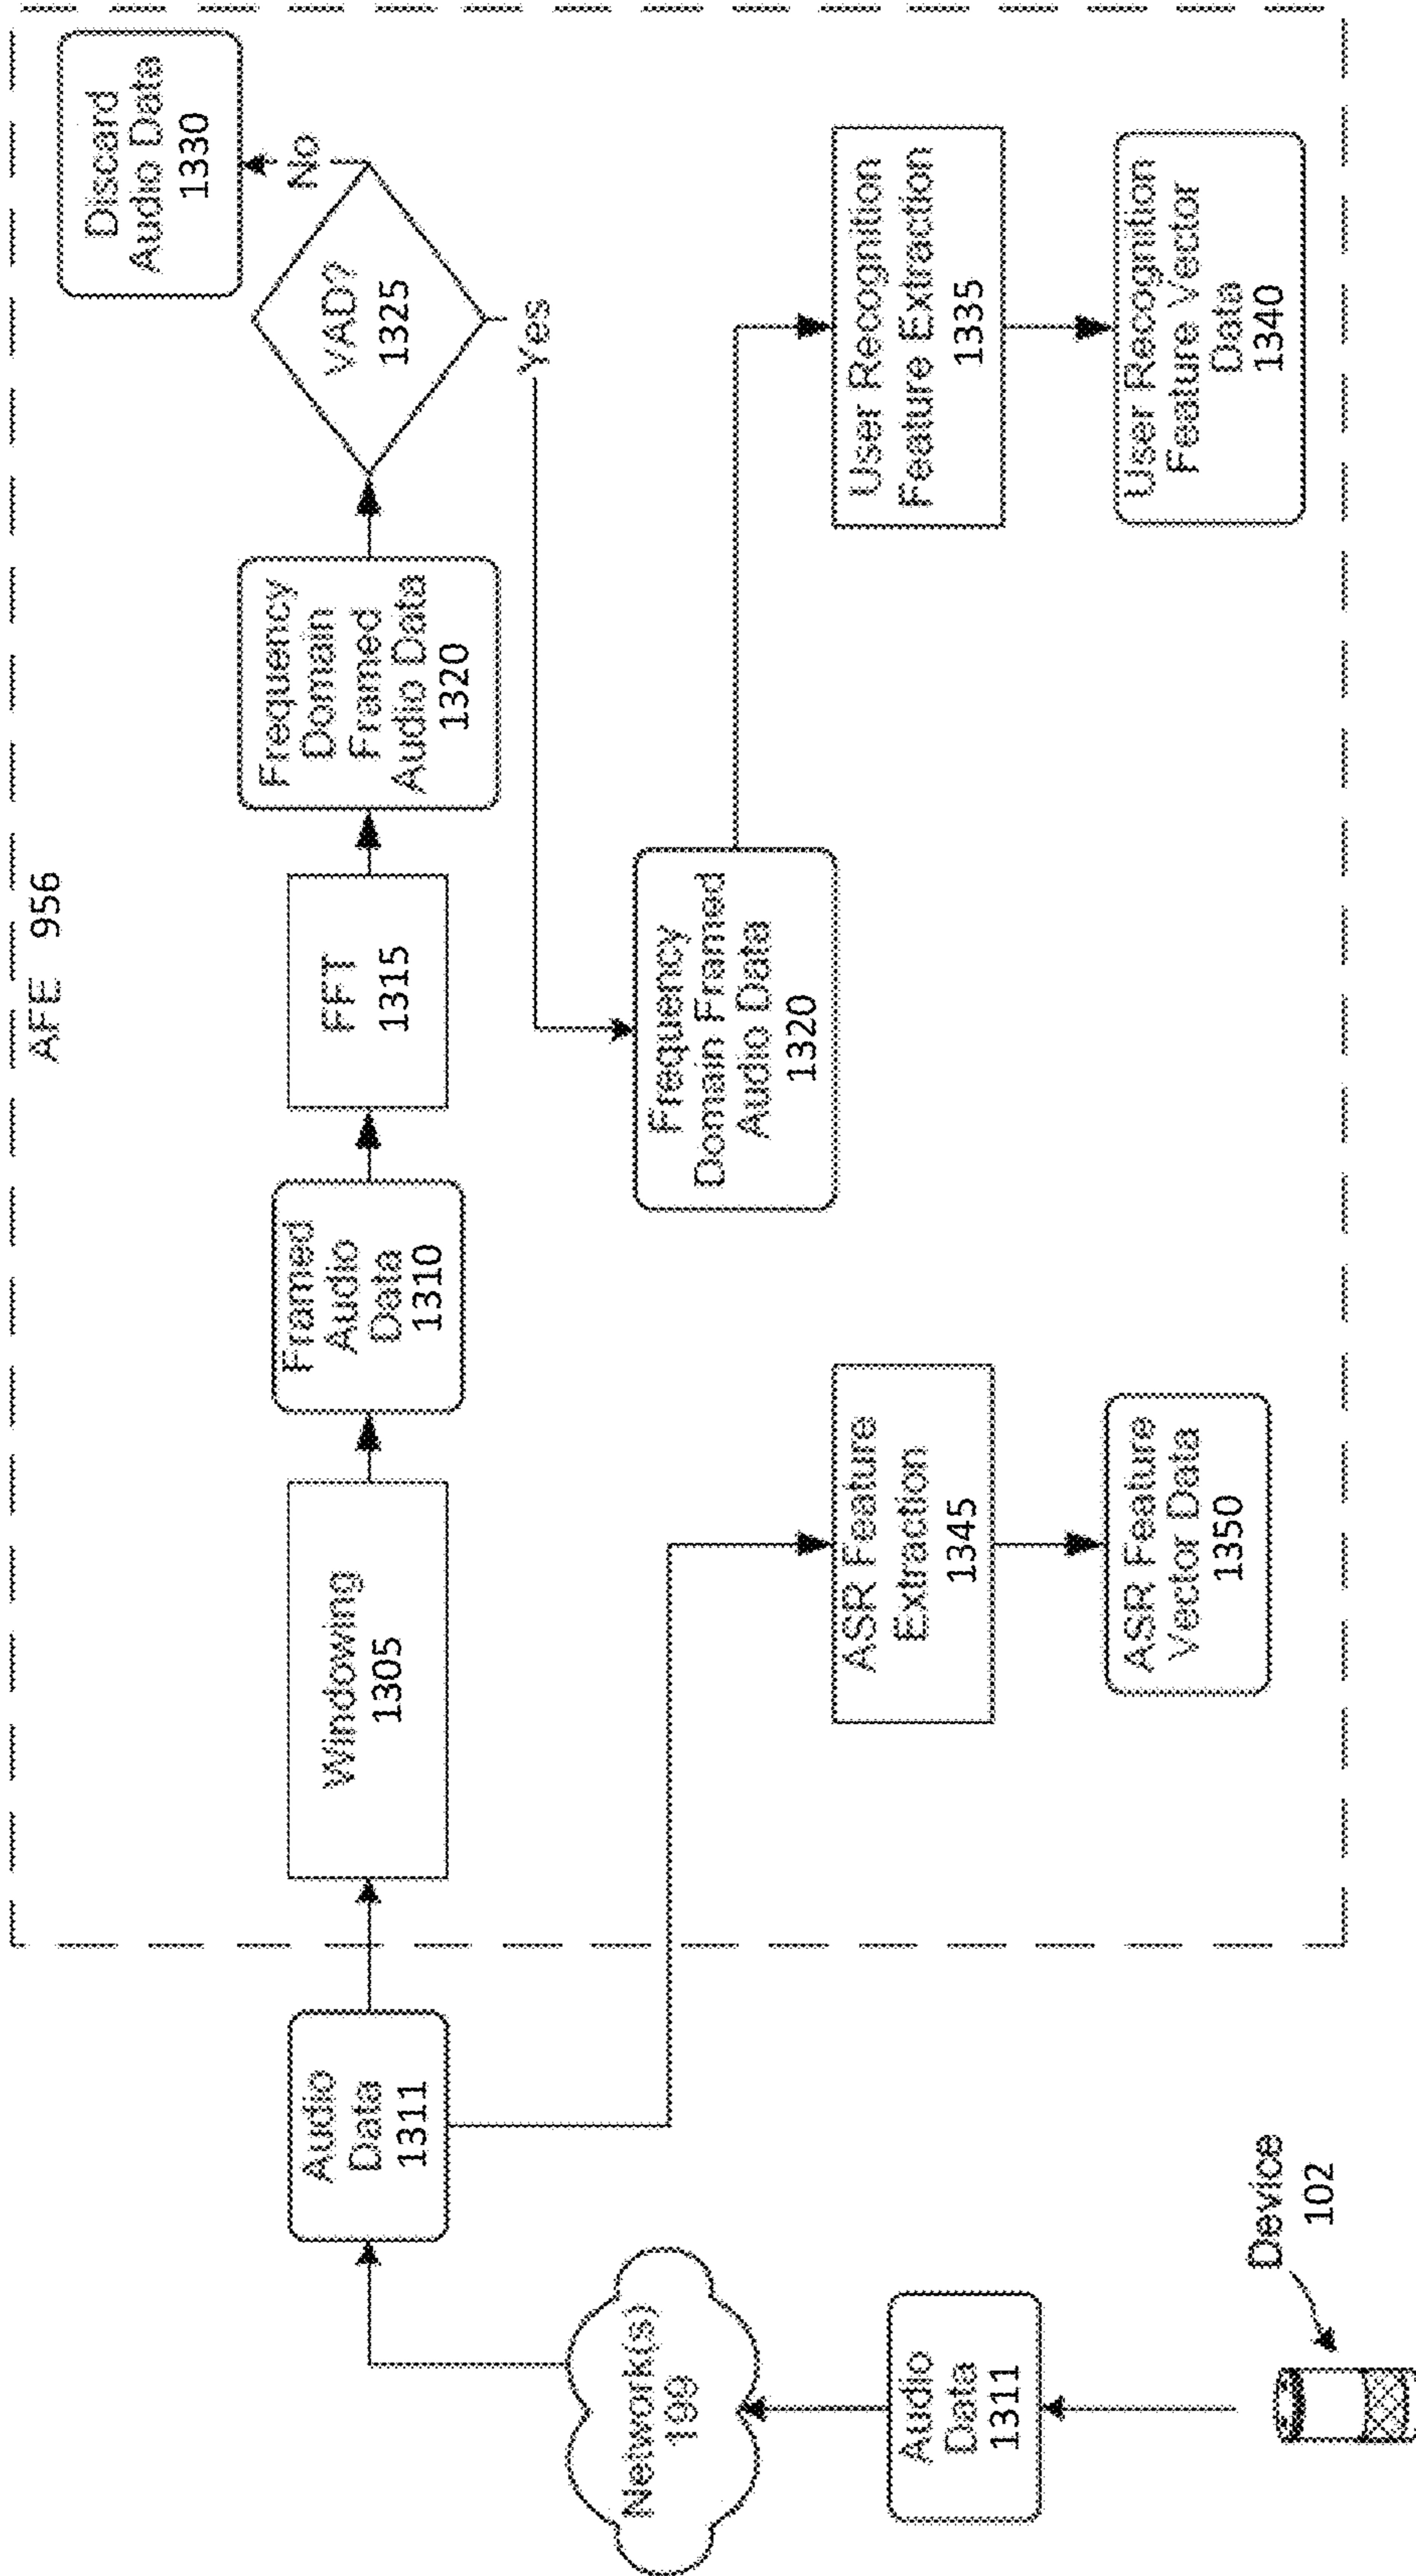 AFE 956
Device
102
Audio
Data
1311
Network(s)
199
Audio
Data
1311
Windowing
1305
Framed
Audio
Data
1310
FFT
1315
Frequency
Domain
Framed
Audio Data
1320
VAD?
1325
No
Discard
Audio Data
1330
Yes
Frequency
Domain Framed
Audio Data
1320
User Recognition
Feature Extraction
1335
User Recognition
Feature Vector
Data
1340
ASR Feature
Extraction
1345
ASR Feature
Vector Data
1350